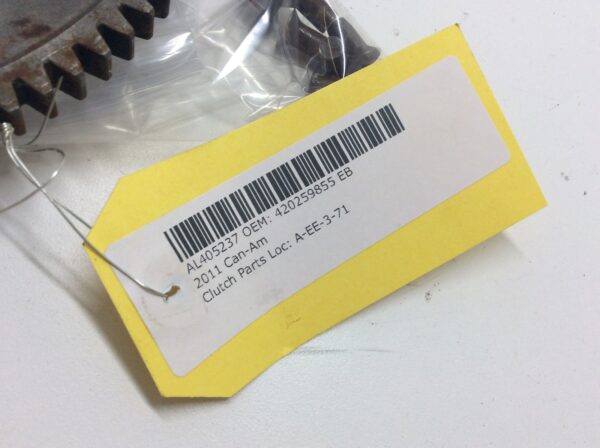 AL405237 OEM: 420259855 EB
2011 Can-Am
Clutch Parts Loc: A-EE-3-71